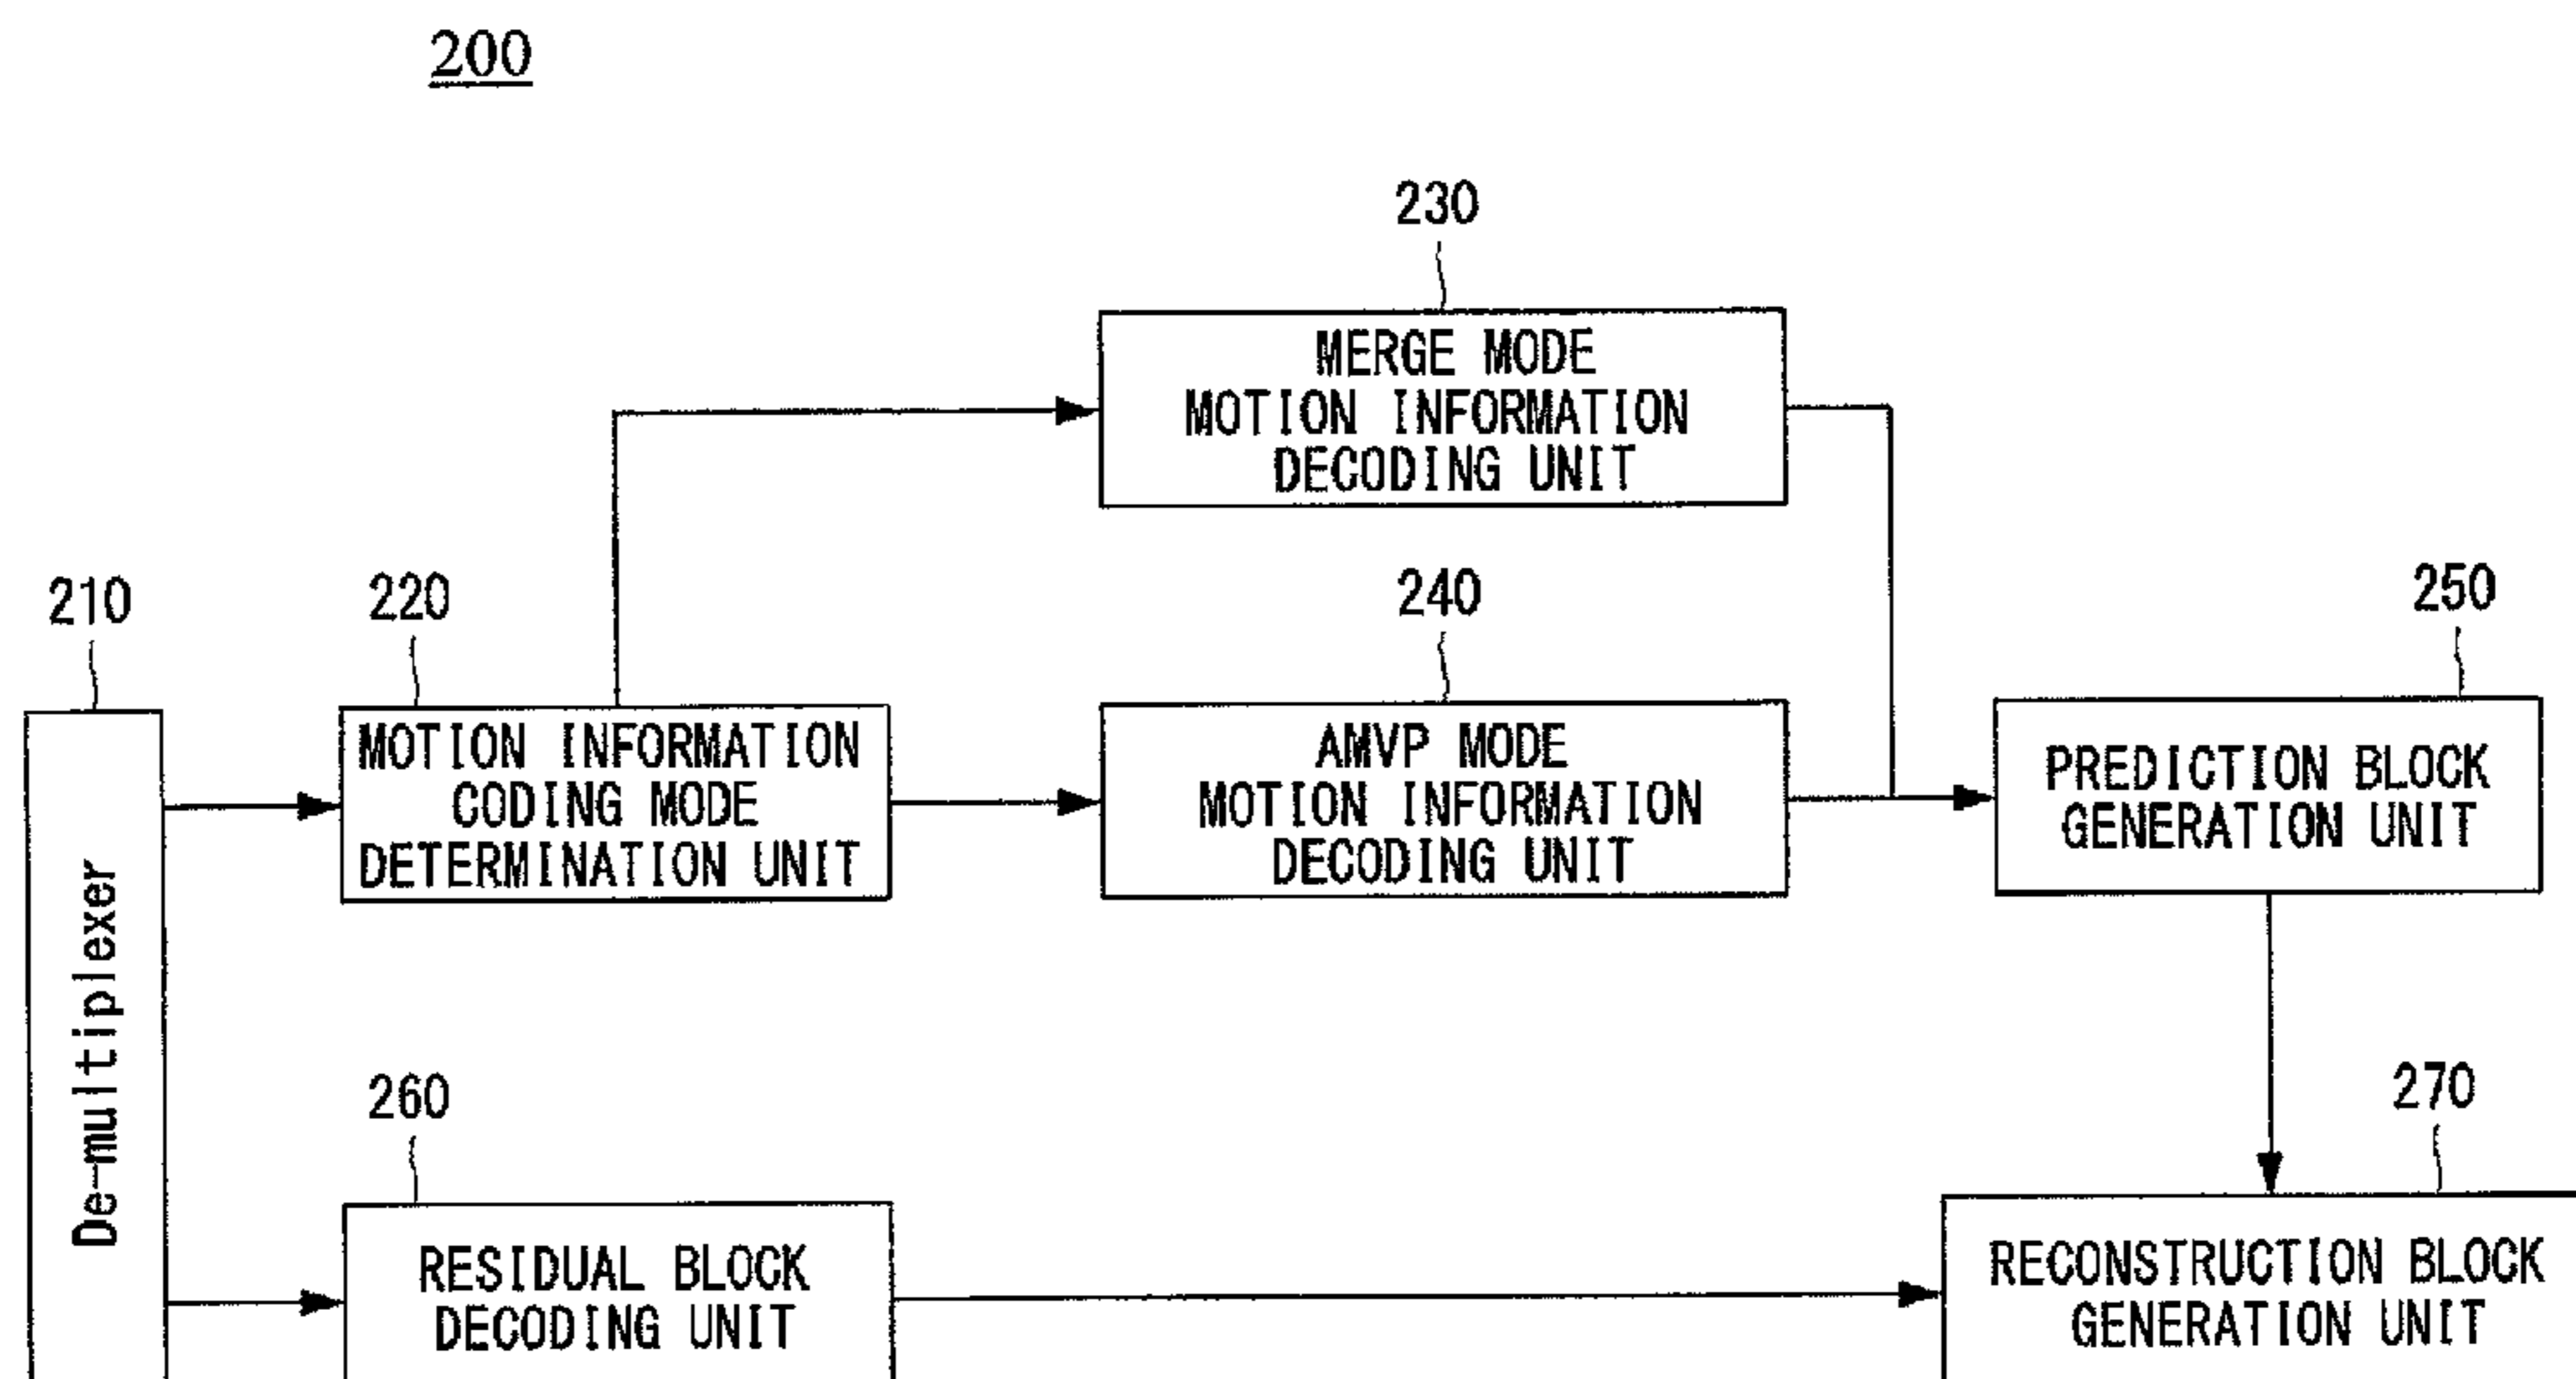 200
230
MERGE MODE
MOTION INFORMATION
DECODING UNIT
210
220
240
250
MOTION INFORMATION
CODING MODE
DETERMINATION UNIT
AMVP MODE
MOTION INFORMATION
DECODING UNIT
PREDICTION BLOCK
GENERATION UNIT
De-multiplexer
260
270
RESIDUAL BLOCK
DECODING UNIT
RECONSTRUCTION BLOCK
GENERATION UNIT